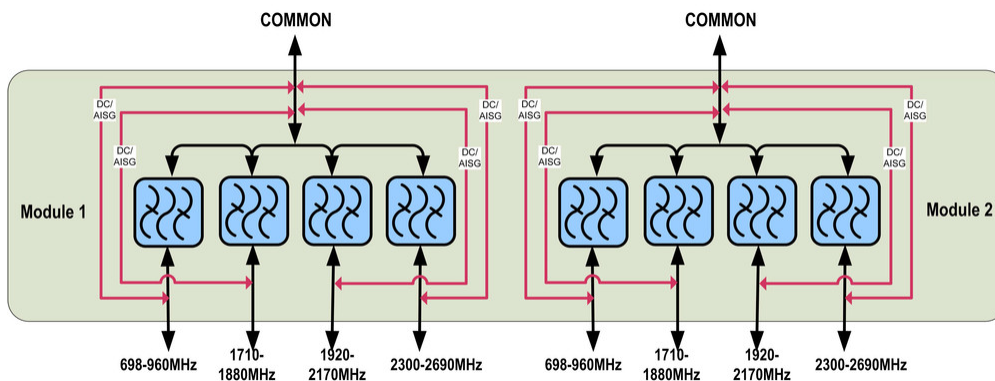 COMMON
COMMON
DC/
AISG
DC/
AISG
DC/
AISG
DC/
AISG
DC/
AISG
DC/
AISG
DC/
AISG
DC/
AISG
Module 1
Module 2
698-960MHz
1710-
1880MHz
1920-
2170MHz
2300-2690MHz
698-960MHz
1710-
1880MHz
1920-
2170MHz
2300-2690MHz